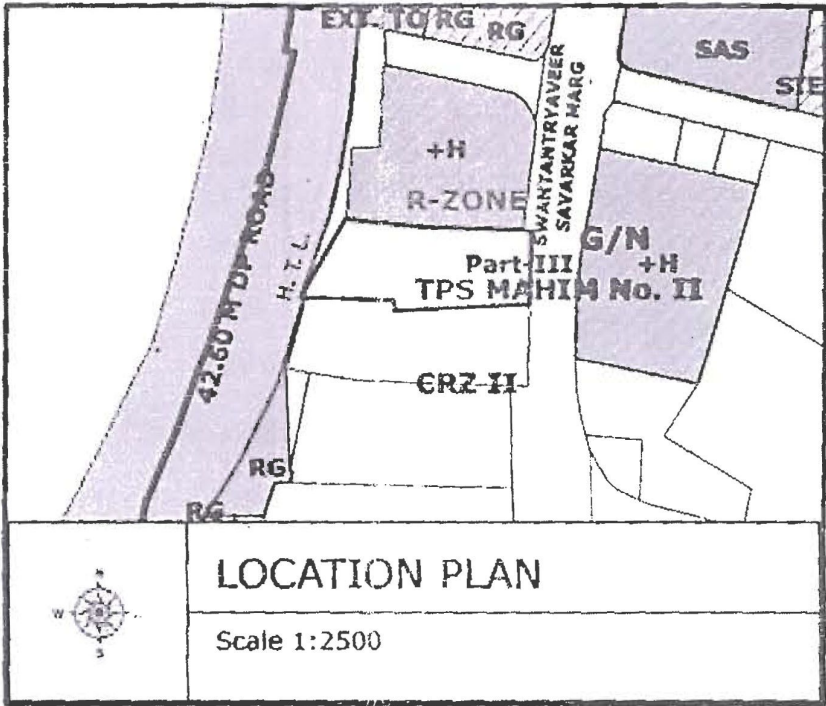 EXT. TO RG
RG
SAS
STE
SWANTANTRYAVEER
SAVARKAR MARG
+H
R-ZONE
42.60 M DP ROAD
H.T.L.
G/N
Part-III
+H
TPS MAHIM No. II
CRZ II
RG
RG
N
W
S
LOCATION PLAN
Scale 1:2500